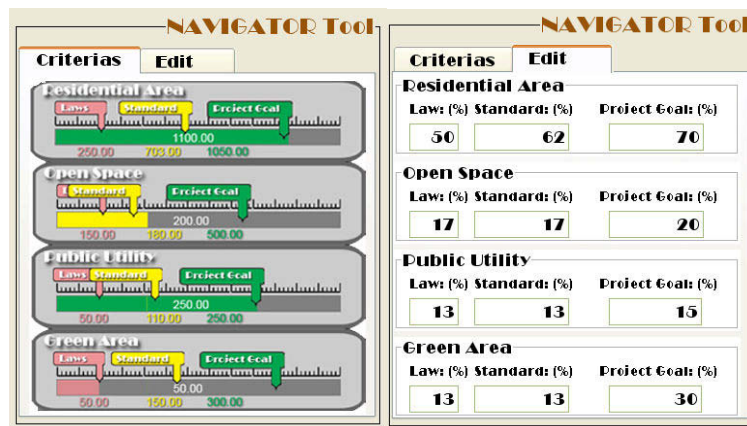 NAVIGATOR Tool
Criterias Edit
Residential Area
Laws Standard Project Goal
1100.00
250.00 703.00 1050.00
Open Space
Standard Project Goal
200.00
150.00 180.00 500.00
Public Utility
Laws Standard Project Goal
250.00
50.00 110.00 250.00
Green Area
Laws Standard Project Goal
50.00
50.00 150.00 300.00
NAVIGATOR Tool
Criterias Edit
Residential Area
Law: (%) Standard: (%) Project Goal: (%)
50 62 70
Open Space
Law: (%) Standard: (%) Project Goal: (%)
17 17 20
Public Utility
Law: (%) Standard: (%) Project Goal: (%)
13 13 15
Green Area
Law: (%) Standard: (%) Project Goal: (%)
13 13 30